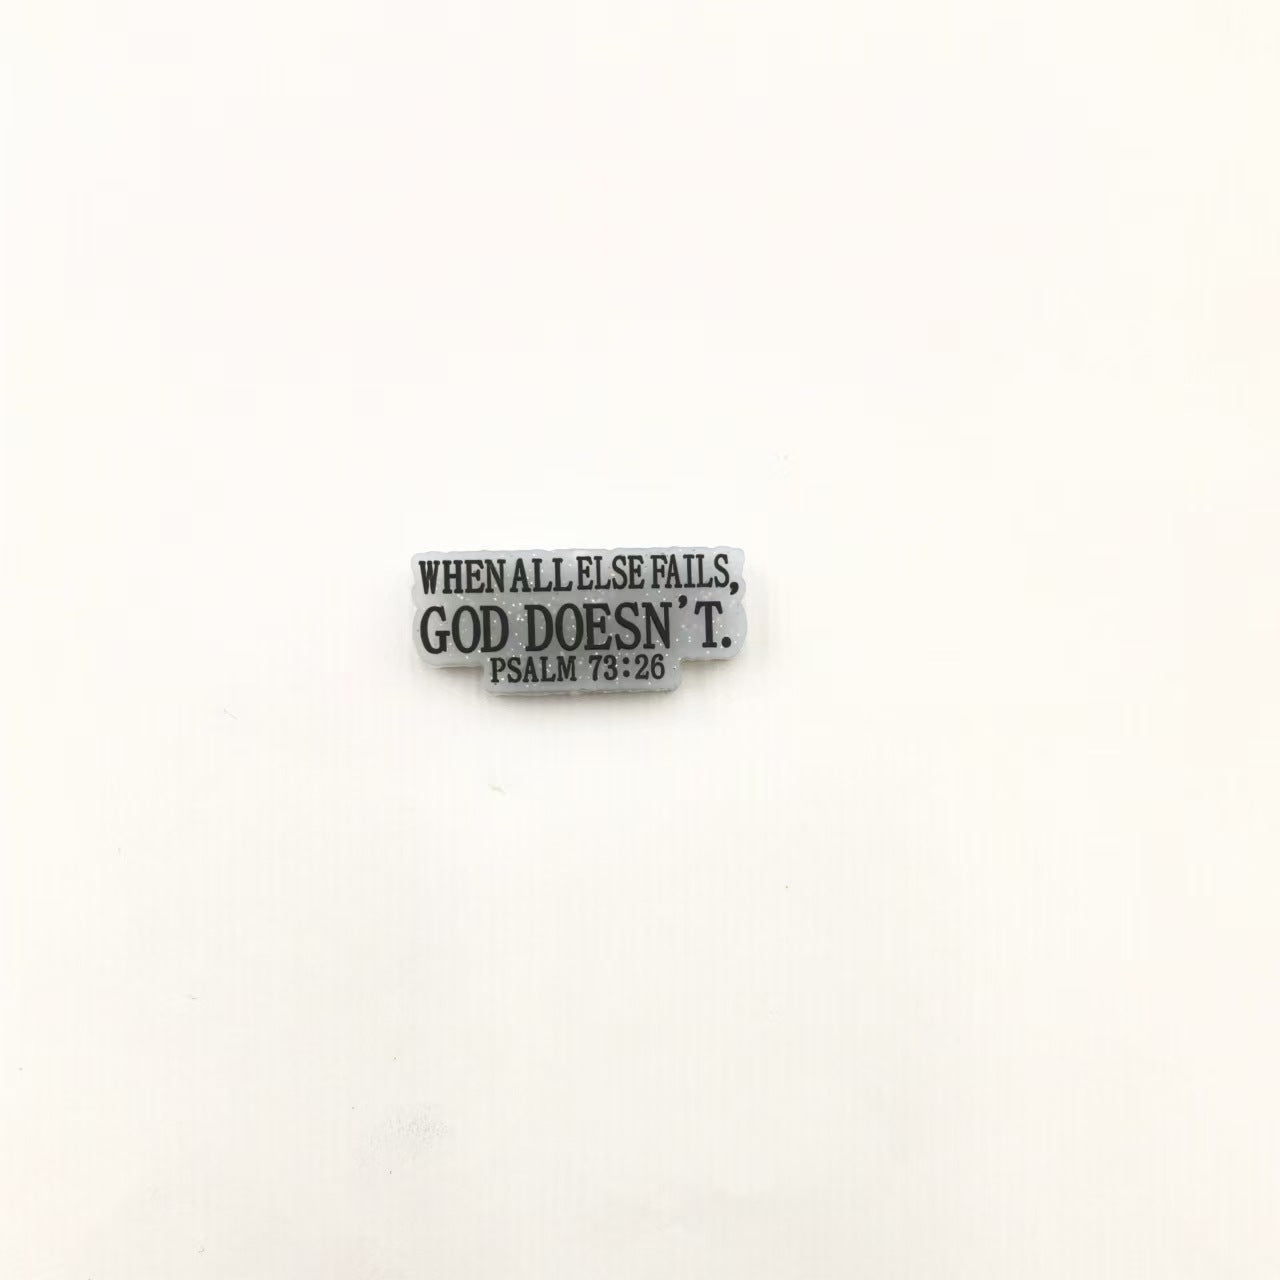 WHEN ALL ELSE FAILS,
GOD DOESN'T.
PSALM 73:26